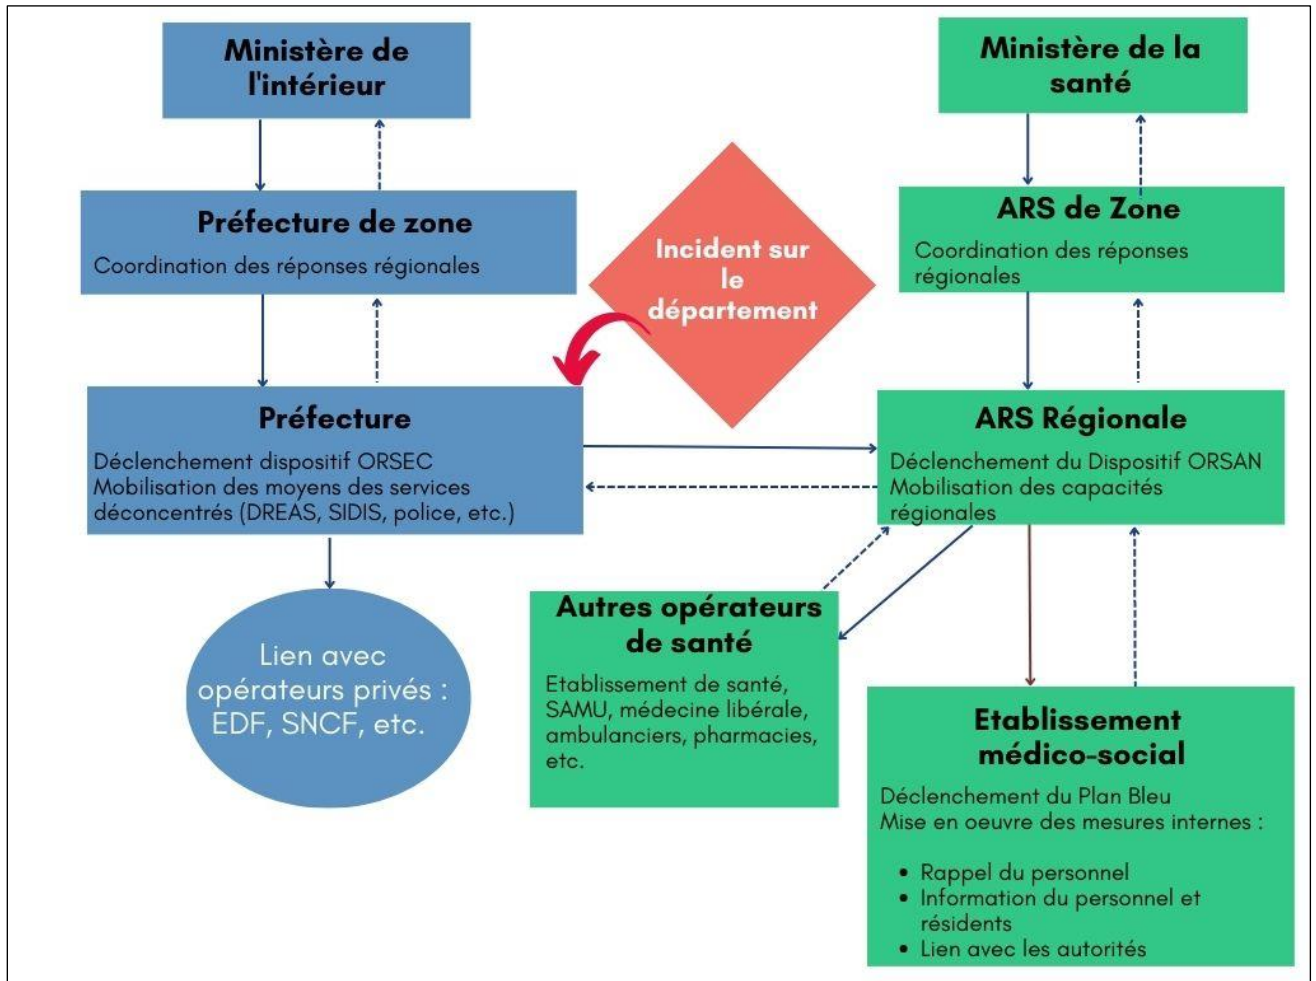 Ministère de
l'intérieur
Ministère de la
santé
Préfecture de zone
Coordination des réponses régionales
Incident sur
le
département
ARS de Zone
Coordination des réponses
régionales
Préfecture
Déclenchement dispositif ORSEC
Mobilisation des moyens des services
déconcentrés (DREAS, SIDIS, police, etc.)
ARS Régionale
Déclenchement du Dispositif ORSAN
Mobilisation des capacités
régionales
Lien avec
opérateurs privés :
EDF, SNCF, etc.
Autres opérateurs
de santé
Etablissement de santé,
SAMU, médecine libérale,
ambulanciers, pharmacies,
etc.
Etablissement
médico-social
Déclenchement du Plan Bleu
Mise en oeuvre des mesures internes :
• Rappel du personnel
• Information du personnel et
résidents
• Lien avec les autorités